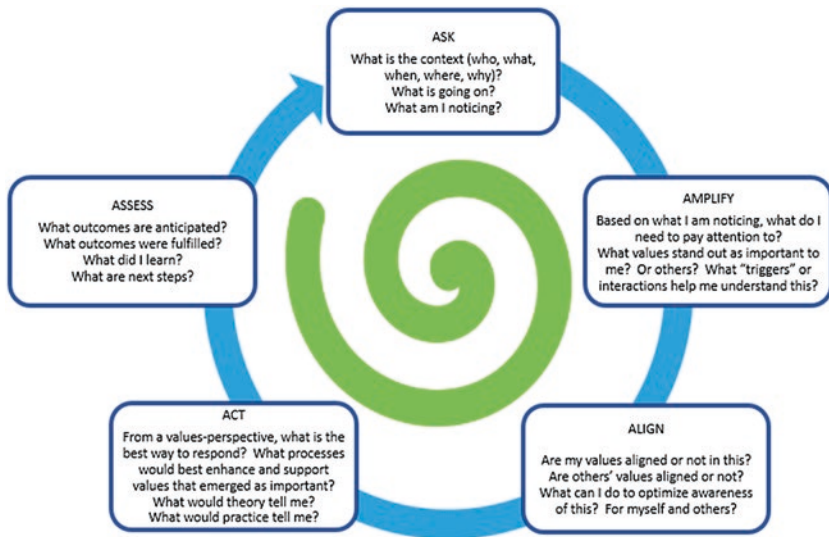 ASK
What is the context (who, what,
when, where, why)?
What is going on?
What am I noticing?
AMPLIFY
Based on what I am noticing, what do I
need to pay attention to?
What values stand out as important to
me?  Or others?  What “triggers” or
interactions help me understand this?
ALIGN
Are my values aligned or not in this?
Are others’ values aligned or not?
What can I do to optimize awareness
of this?  For myself and others?
ACT
From a values-perspective, what is the
best way to respond?  What processes
would best enhance and support
values that emerged as important?
What would theory tell me?
What would practice tell me?
ASSESS
What outcomes are anticipated?
What outcomes were fulfilled?
What did I learn?
What are next steps?